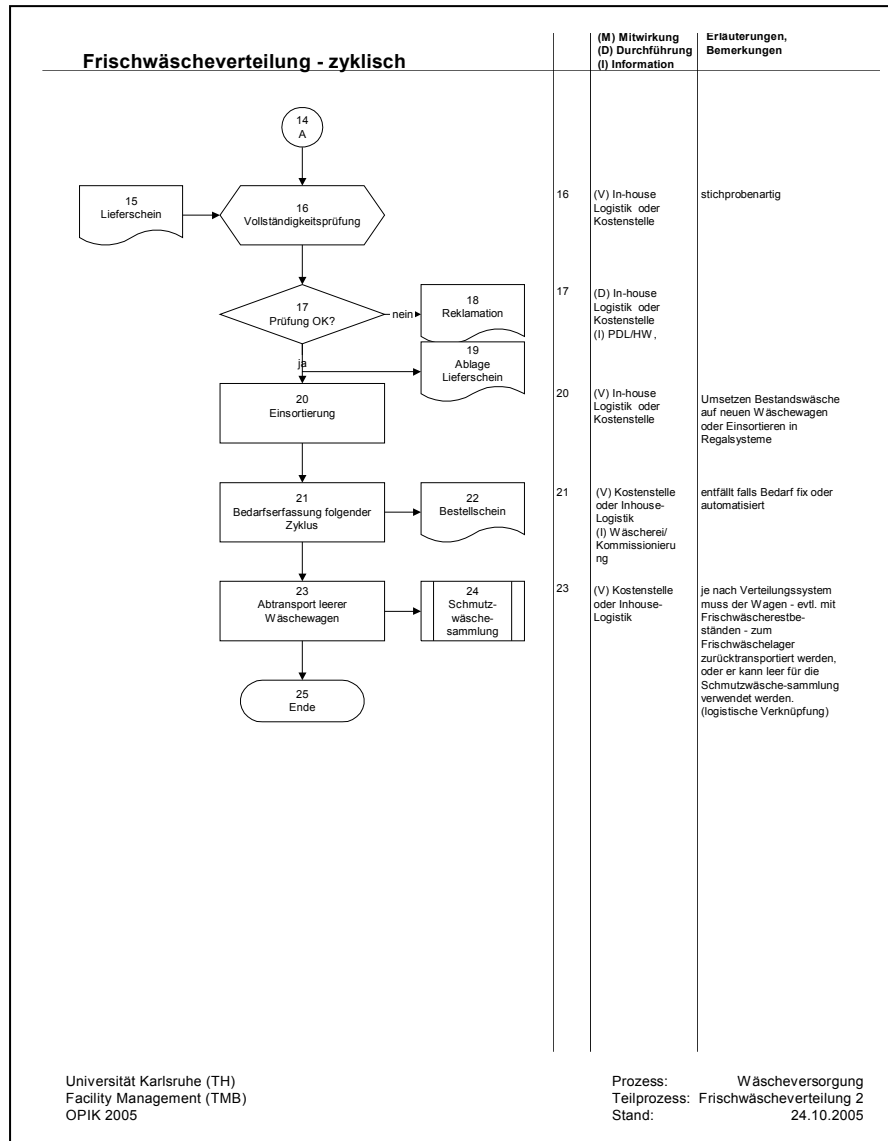 Frischwäscheverteilung - zyklisch
(M) Mitwirkung
(D) Durchführung
(I) Information
Erläuterungen,
Bemerkungen
14
A
15
Lieferschein
16
Vollständigkeitsprüfung
16
(V) In-house
Logistik oder
Kostenstelle
stichprobenartig
17
Prüfung OK?
nein
18
Reklamation
17
(D) In-house
Logistik oder
Kostenstelle
(I) PDL/HW,
ja
19
Ablage
Lieferschein
20
Einsortierung
20
(V) In-house
Logistik oder
Kostenstelle
Umsetzen Bestandswäsche
auf neuen Wäschewagen
oder Einsortieren in
Regalsysteme
21
Bedarfserfassung folgender
Zyklus
22
Bestellschein
21
(V) Kostenstelle
oder Inhouse-
Logistik
(I) Wäscherei/
Kommissionieru
ng
entfällt falls Bedarf fix oder
automatisiert
23
Abtransport leerer
Wäschewagen
24
Schmutz-
wäsche-
sammlung
23
(V) Kostenstelle
oder Inhouse-
Logistik
je nach Verteilungssystem
muss der Wagen - evtl. mit
Frischwäscherestbe-
ständen - zum
Frischwäschelager
zurücktransportiert werden,
oder er kann leer für die
Schmutzwäsche-sammlung
verwendet werden.
(logistische Verknüpfung)
25
Ende
Universität Karlsruhe (TH)
Facility Management (TMB)
OPIK 2005
Prozess: Wäscheversorgung
Teilprozess: Frischwäscheverteilung 2
Stand: 24.10.2005